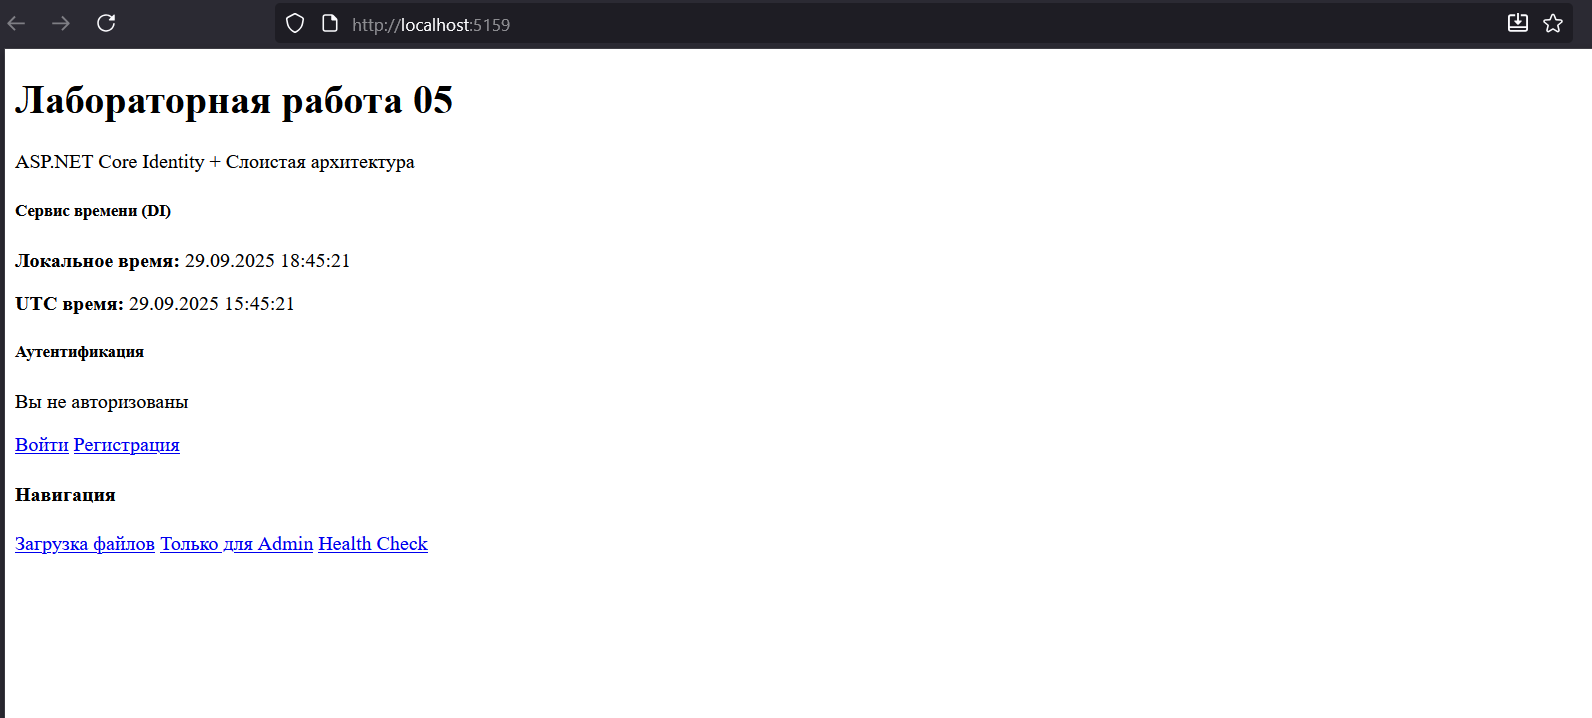 http://localhost:5159
Лабораторная работа 05
ASP.NET Core Identity + Слоистая архитектура
Сервис времени (DI)
Локальное время: 29.09.2025 18:45:21
UTC время: 29.09.2025 15:45:21
Аутентификация
Вы не авторизованы
Войти Регистрация
Навигация
Загрузка файлов Только для Admin Health Check